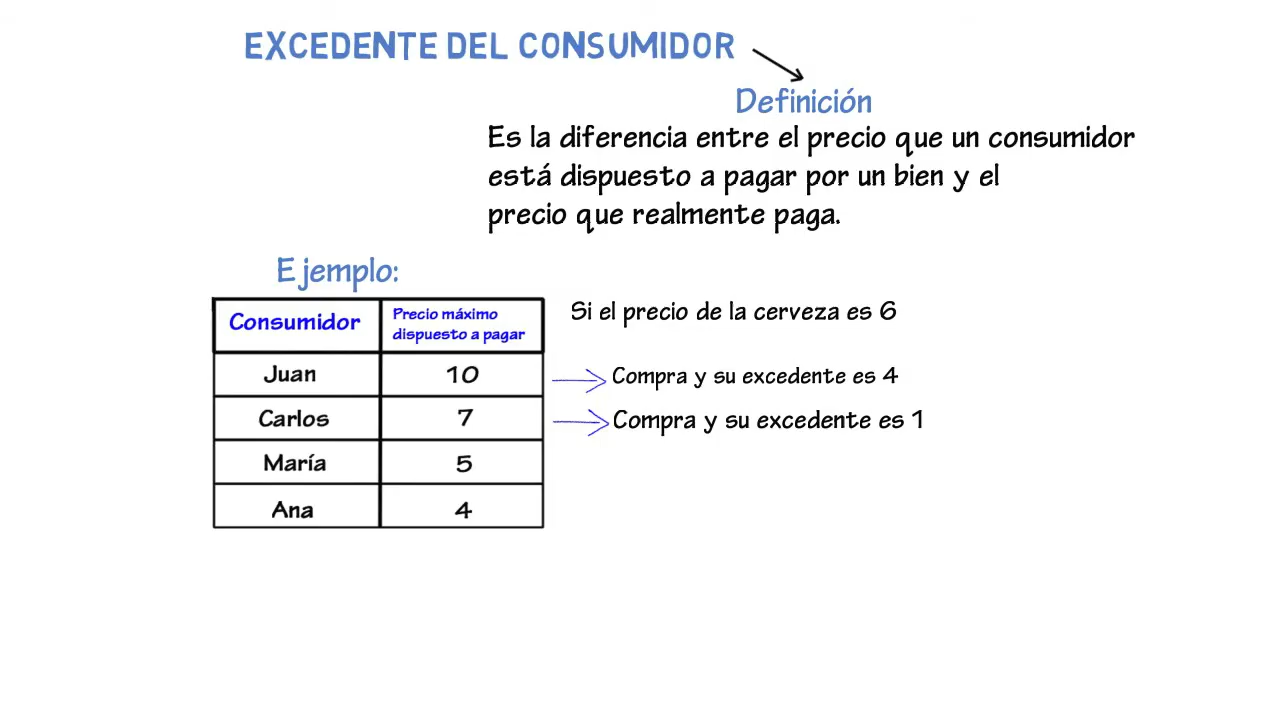 EXCEDENTE DEL CONSUMIDOR
Definición
Es la diferencia entre el precio que un consumidor
está dispuesto a pagar por un bien y el
precio que realmente paga.
Ejemplo:
Si el precio de la cerveza es 6
Consumidor Precio máximo
dispuesto a pagar
Juan 10 Compra y su excedente es 4
Carlos 7 Compra y su excedente es 1
María 5
Ana 4